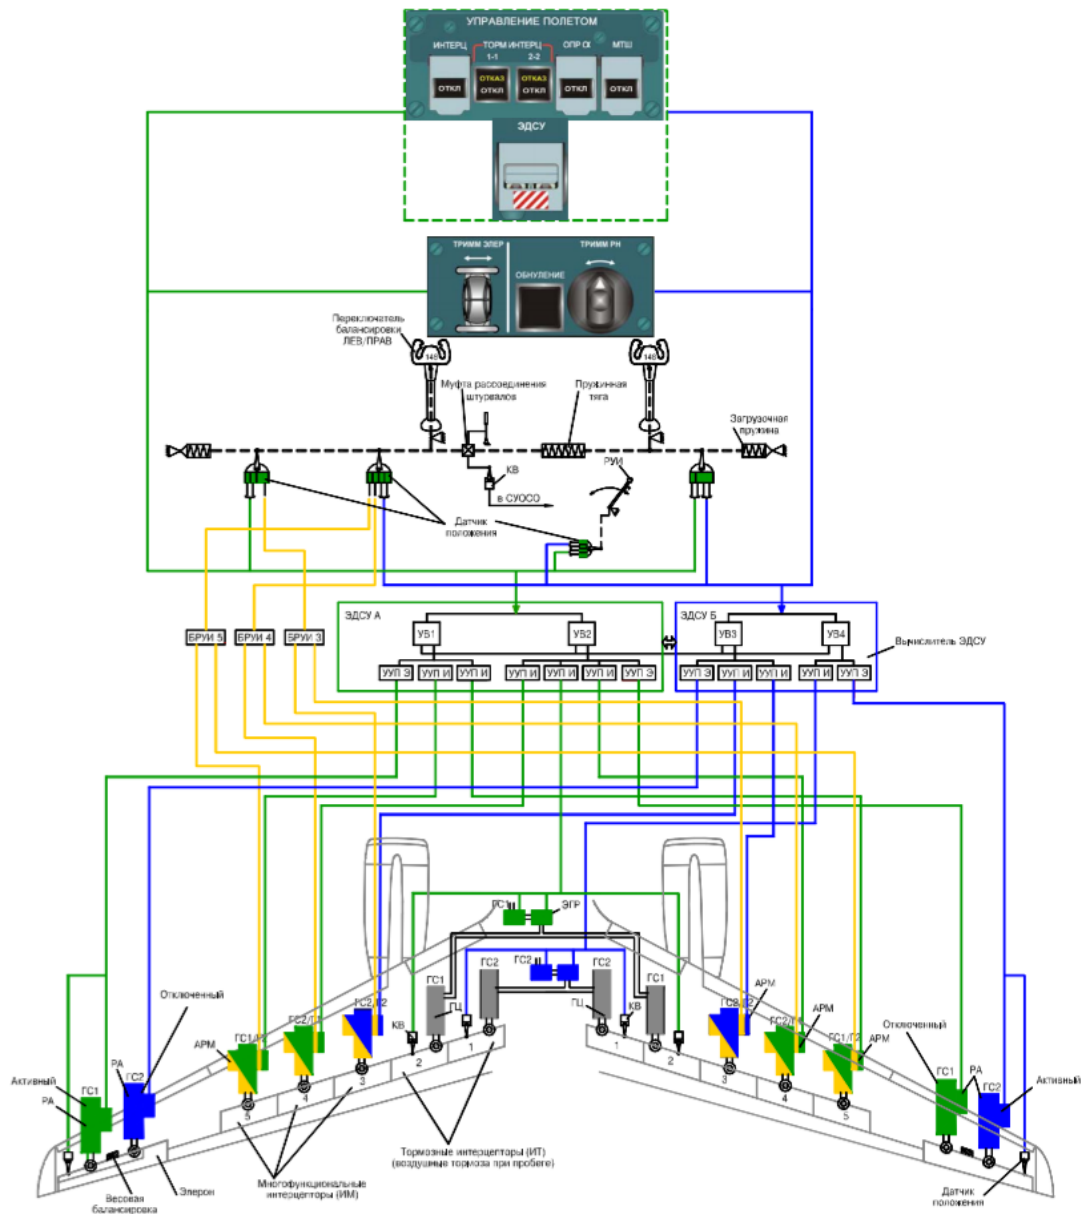 УПРАВЛЕНИЕ ПОЛЕТОМ
ИНТЕРЦ
ТОРМ ИНТЕРЦ
ОПР α
МТШ
1-1
2-2
ОТКЛ
ОТКАЗ
ОТКЛ
ОТКАЗ
ОТКЛ
ОТКЛ
ОТКЛ
ЭДСУ
ТРИММ ЭЛЕР
ТРИММ РН
ОБНУЛЕНИЕ
Переключатель
балансировки
ЛЕВ/ПРАВ
148
148
Муфта рассоединения
штурвалов
Пружинная
тяга
Загрузочная
пружина
КВ
РУИ
в СУОСО
Датчик
положения
ЭДСУ А
ЭДСУ Б
БРУИ 5
БРУИ 4
БРУИ 3
УВ1
УВ2
УВ3
УВ4
Вычислитель ЭДСУ
УУП Э
УУП И
УУП И
УУП И
УУП И
УУП И
УУП Э
УУП Э
УУП И
УУП И
УУП И
УУП Э
ГС1
ЭГР
ГС2
ГС1
ГС2
ГС2
ГС1
ГЦ
ГЦ
КВ
КВ
Отключенный
АРМ
РА
ГС2
Активный
ГС1
РА
АРМ
АРМ
АРМ
Отключенный
ГС1
РА
ГС2
Активный
5
4
3
2
1
1
2
3
4
5
Тормозные интерцепторы (ИТ)
(воздушные тормоза при пробеге)
Многофункциональные
интерцепторы (ИМ)
Элерон
Весовая
балансировка
Датчик
положения